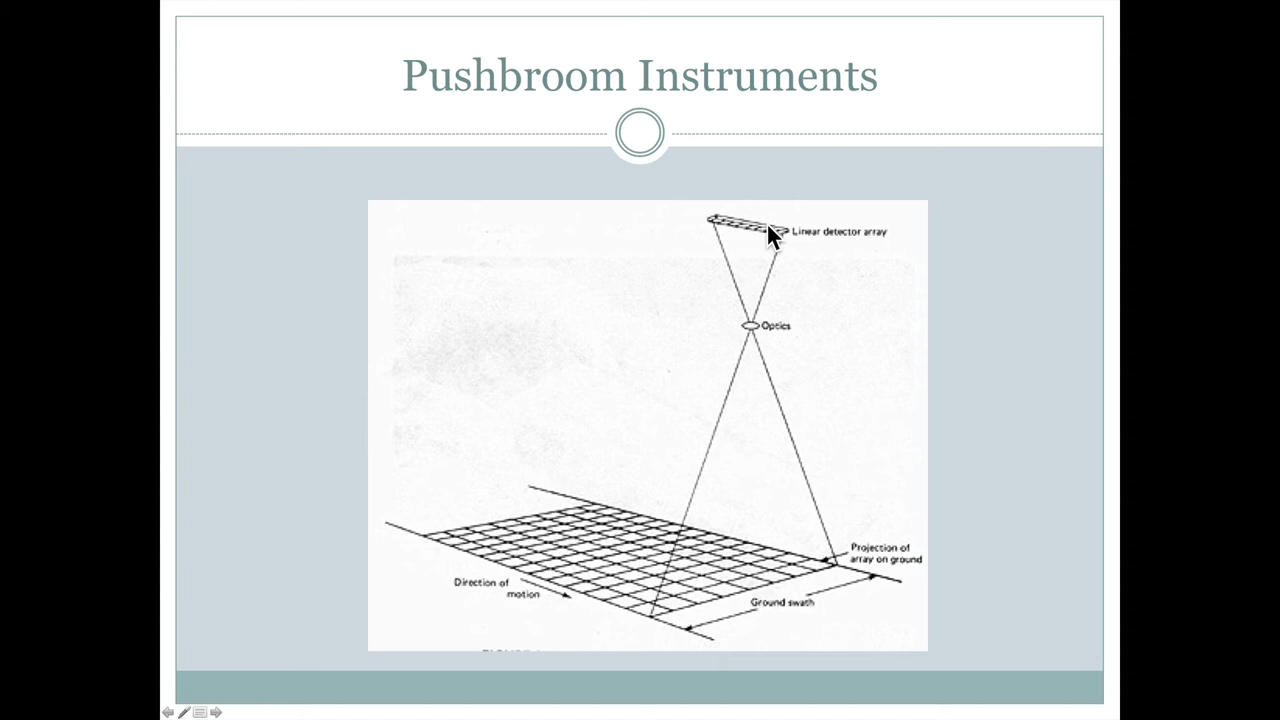 Pushbroom Instruments
Linear detector array
Optics
Projection of
array on ground
Direction of
motion
Ground swath